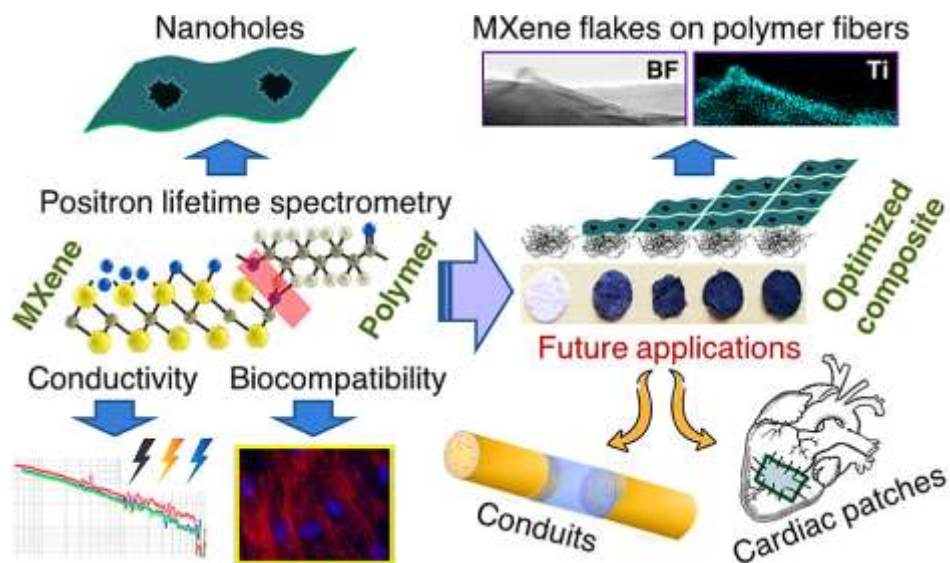 Nanoholes
MXene flakes on polymer fibers
BF
Ti
Positron lifetime spectrometry
MXene
Polymer
Optimized
composite
Conductivity
Biocompatibility
Future applications
Conduits
Cardiac patches